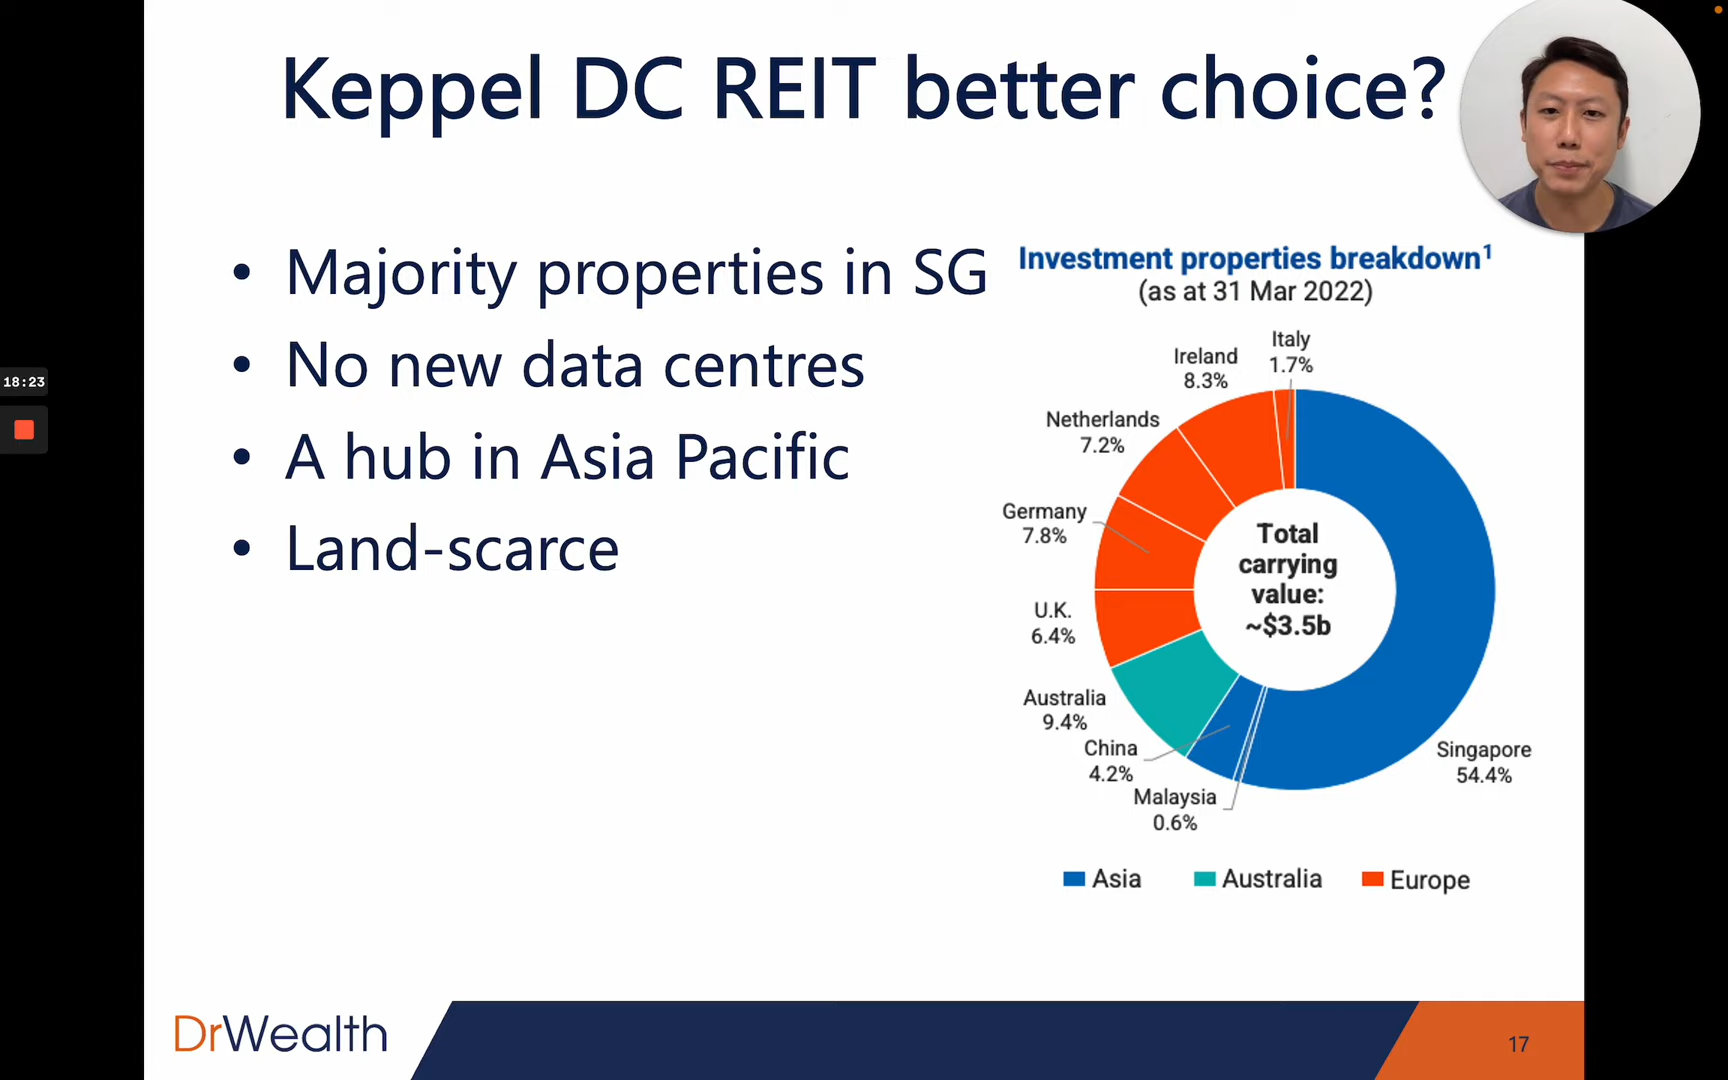 Keppel DC REIT better choice?
• Majority properties in SG
• No new data centres
• A hub in Asia Pacific
• Land-scarce
18:23
Investment properties breakdown¹
(as at 31 Mar 2022)
Italy
1.7%
Ireland
8.3%
Netherlands
7.2%
Germany
7.8%
U.K.
6.4%
Australia
9.4%
China
4.2%
Malaysia
0.6%
Singapore
54.4%
Total
carrying
value:
~$3.5b
Asia
Australia
Europe
DrWealth
17